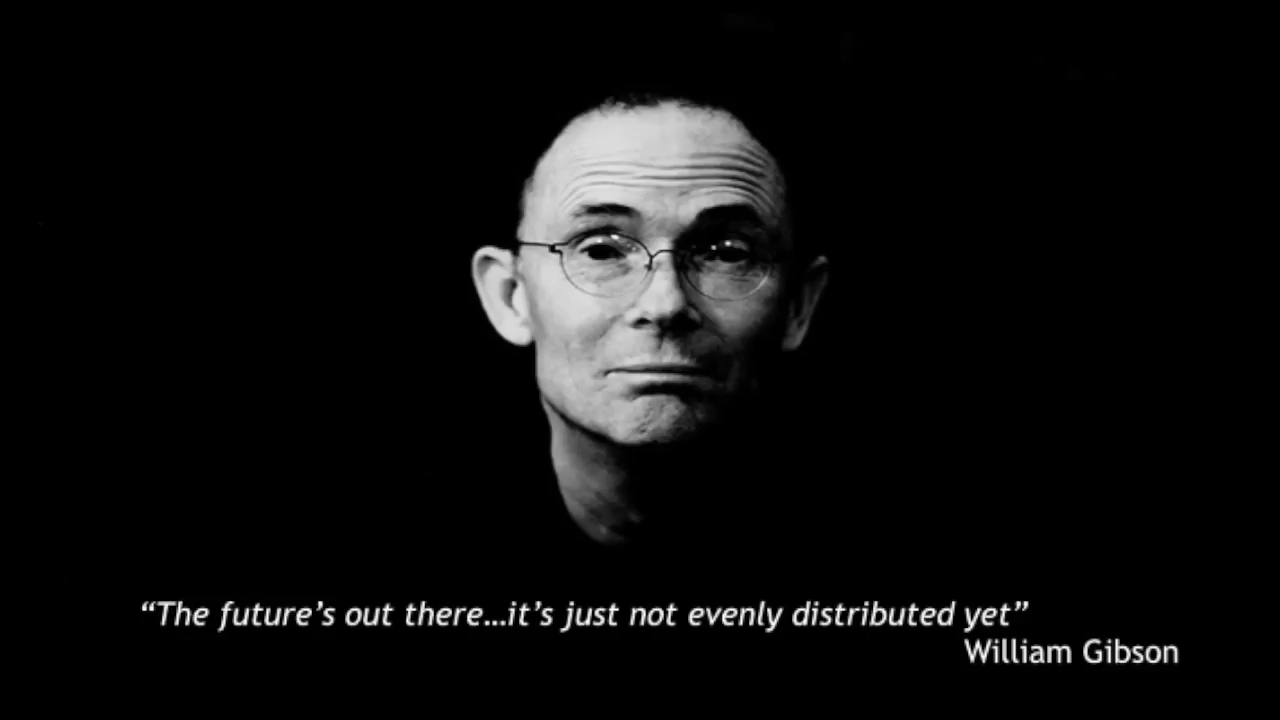 “The future’s out there…it’s just not evenly distributed yet”
William Gibson